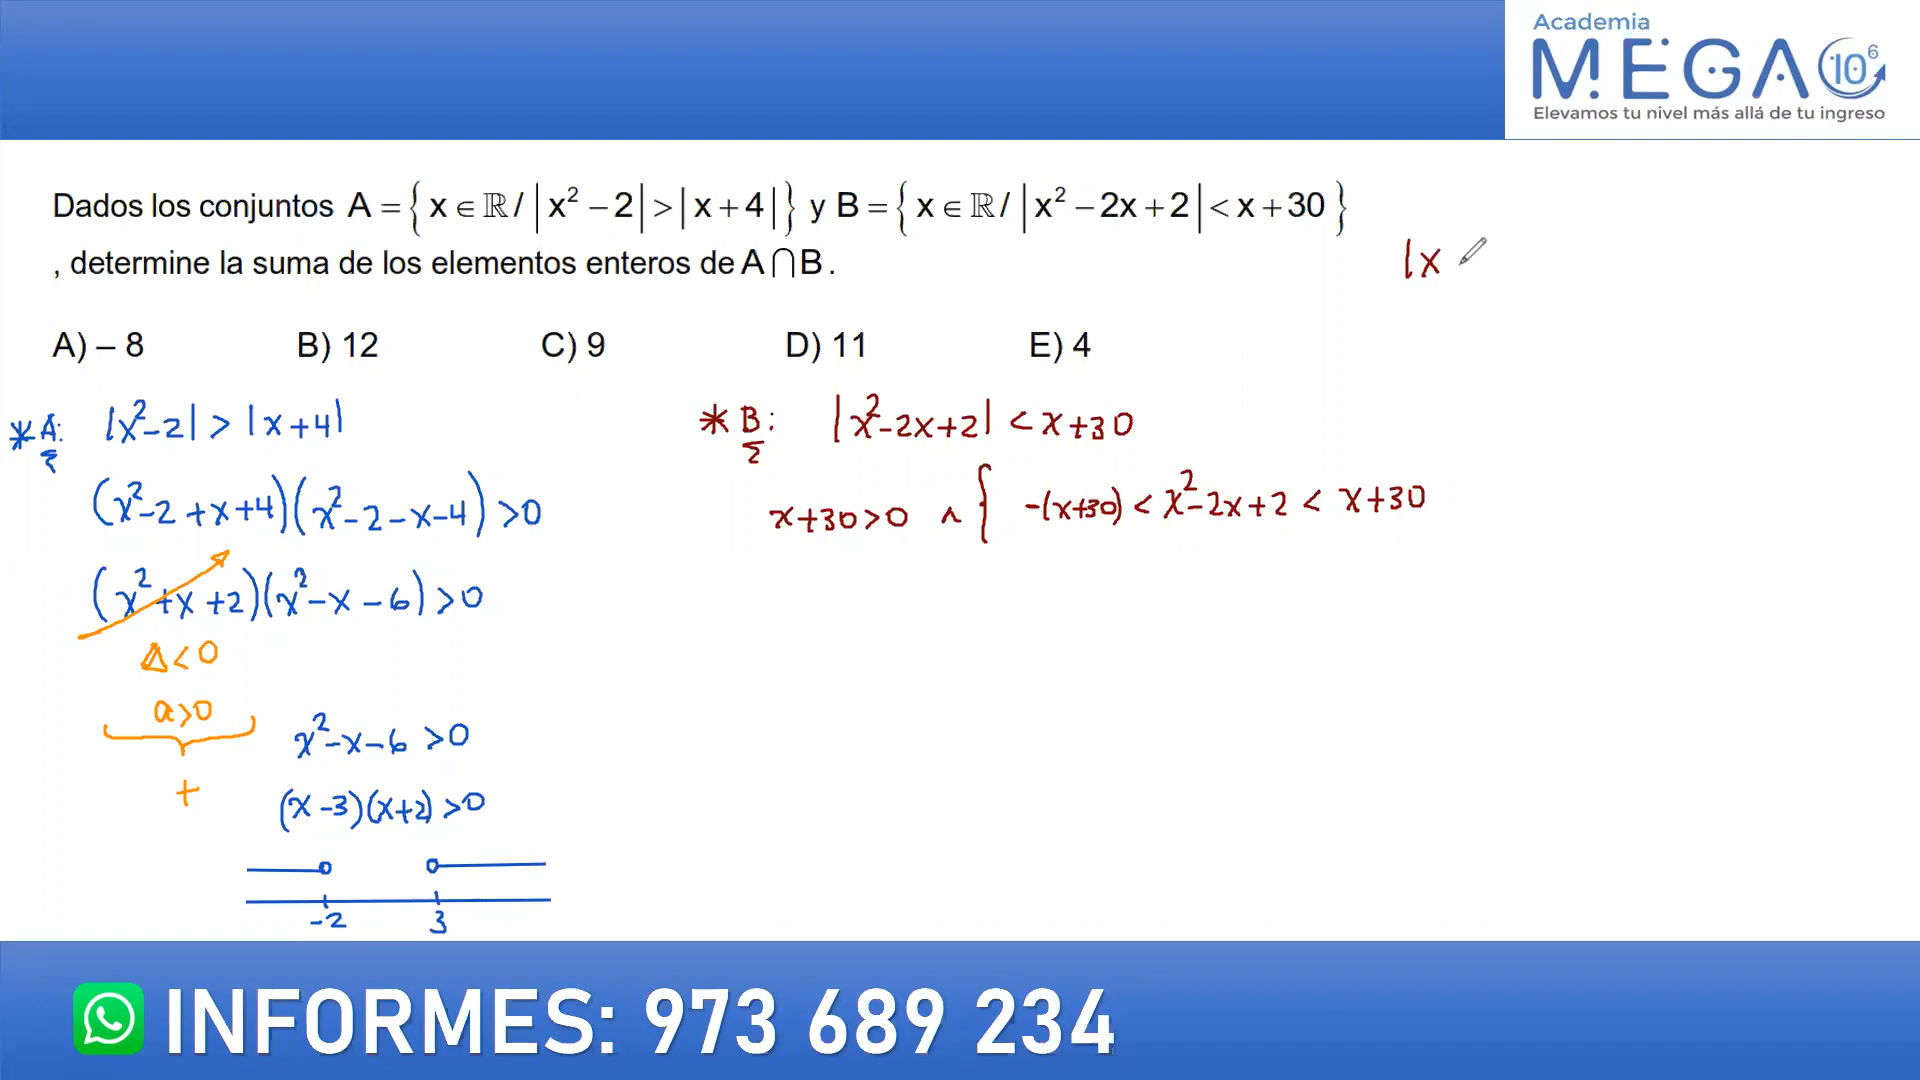 Academia
MEGA 10⁶
Elevamos tu nivel más allá de tu ingreso
Dados los conjuntos A = { x ∈ ℝ / | x² − 2 | > | x + 4 | } y B = { x ∈ ℝ / | x² − 2x + 2 | < x + 30 }
, determine la suma de los elementos enteros de A ⋂ B .
|x
A) – 8 B) 12 C) 9 D) 11 E) 4
* A: |x² − 2| > |x + 4|
(x² − 2 + x + 4)(x² − 2 − x − 4) > 0
(x² + x + 2)(x² − x − 6) > 0
Δ < 0
a > 0
+
x² − x − 6 > 0
(x − 3)(x + 2) > 0
−2 3
* B: |x² − 2x + 2| < x + 30
x + 30 > 0 ∧ { −(x + 30) < x² − 2x + 2 < x + 30
INFORMES: 973 689 234